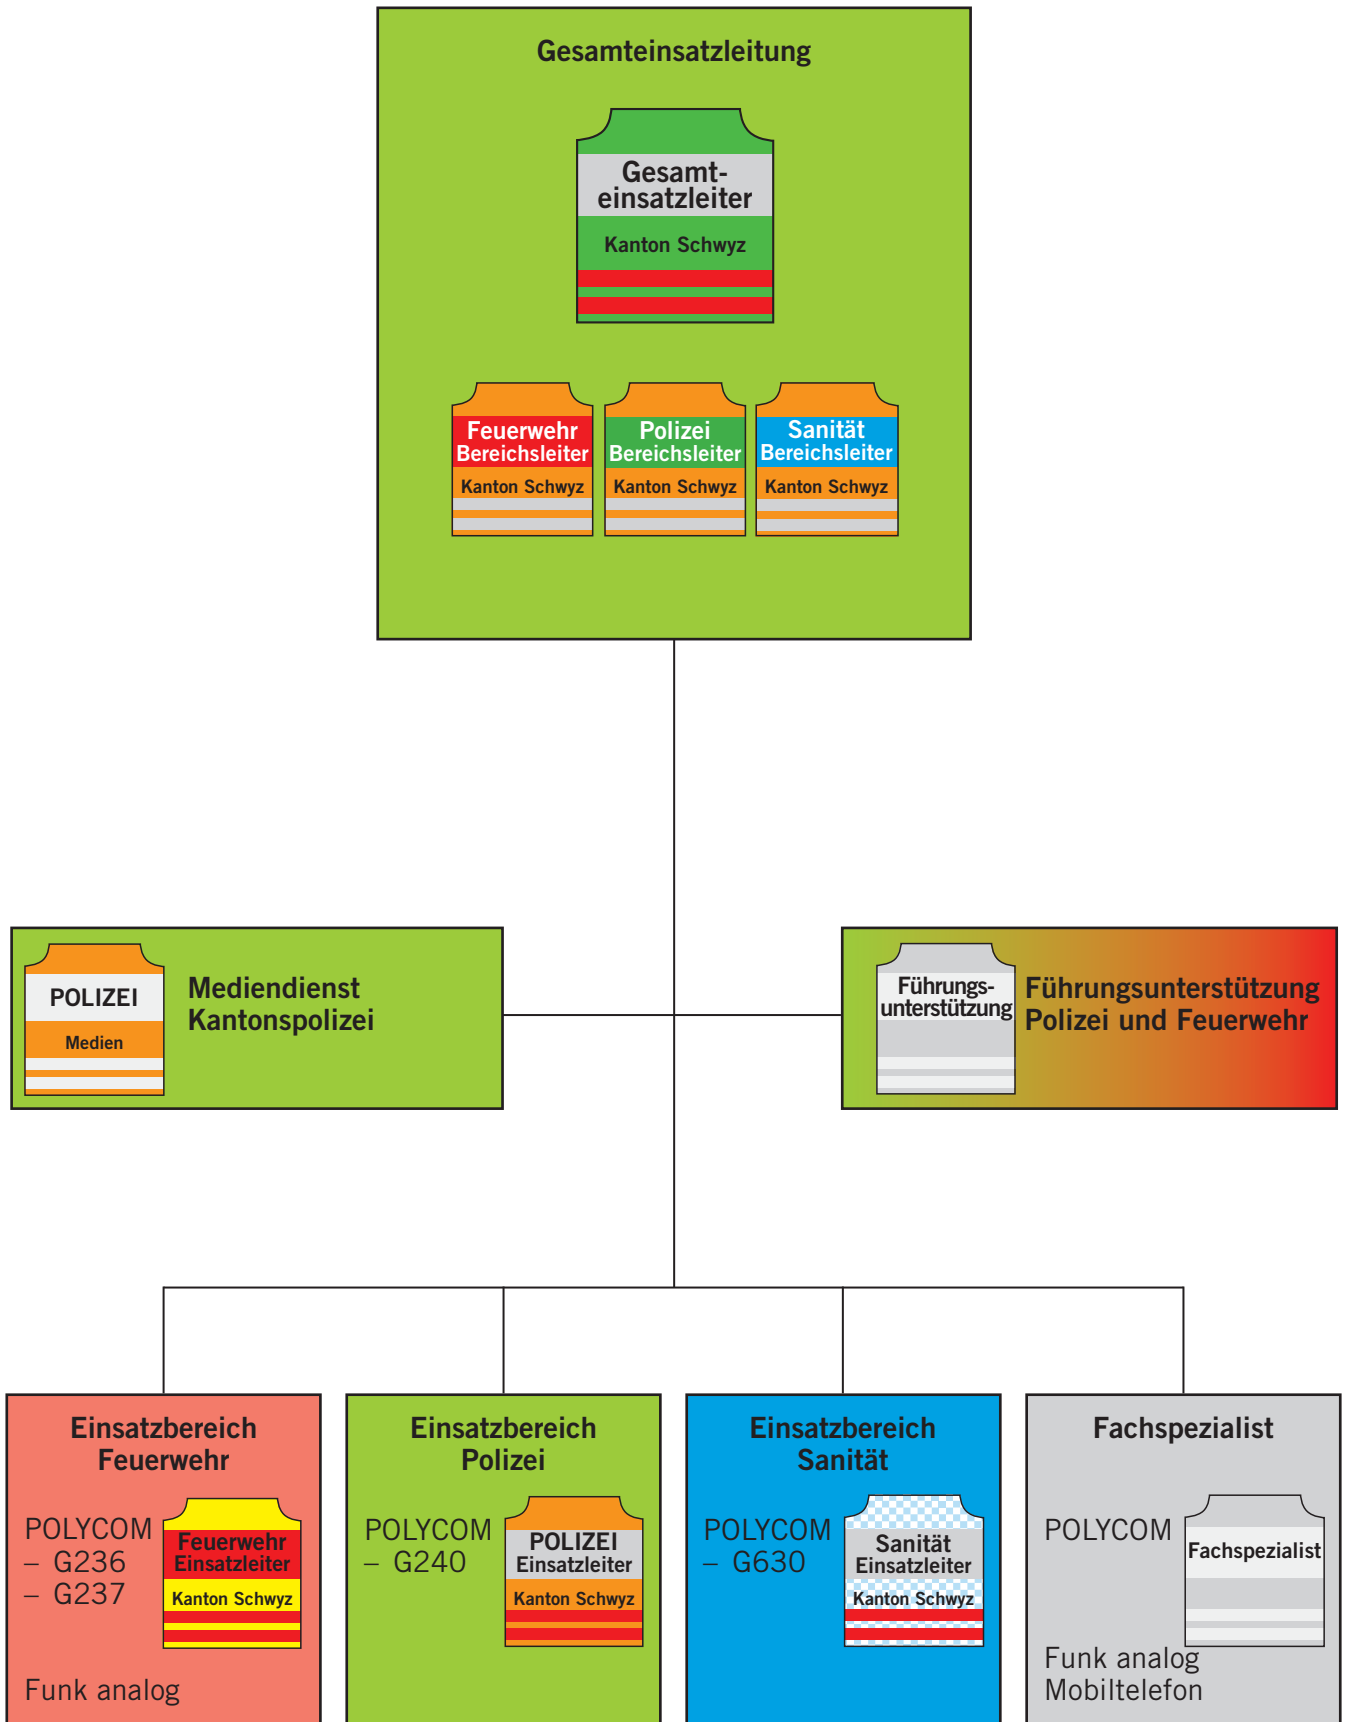 Gesamteinsatzleitung
Gesamt-
einsatzleiter
Kanton Schwyz
Feuerwehr
Bereichsleiter
Kanton Schwyz
Polizei
Bereichsleiter
Kanton Schwyz
Sanität
Bereichsleiter
Kanton Schwyz
POLIZEI
Medien
Mediendienst
Kantonspolizei
Führungs-
unterstützung
Führungsunterstützung
Polizei und Feuerwehr
Einsatzbereich
Feuerwehr
POLYCOM
– G236
– G237
Feuerwehr
Einsatzleiter
Kanton Schwyz
Funk analog
Einsatzbereich
Polizei
POLYCOM
– G240
POLIZEI
Einsatzleiter
Kanton Schwyz
Einsatzbereich
Sanität
POLYCOM
– G630
Sanität
Einsatzleiter
Kanton Schwyz
Fachspezialist
POLYCOM
Fachspezialist
Funk analog
Mobiltelefon